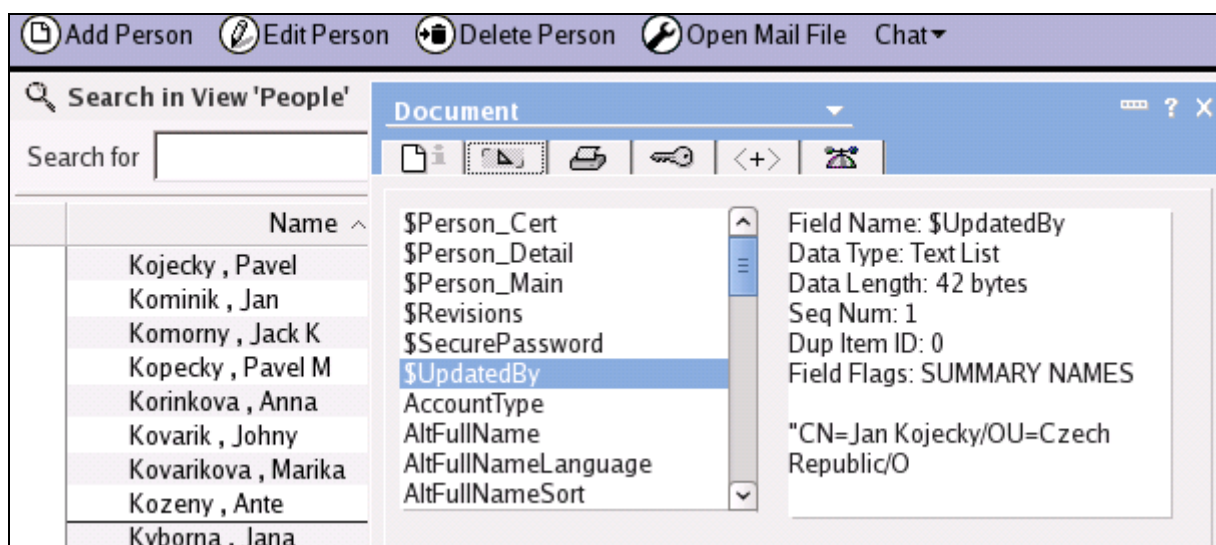 Add Person Edit Person Delete Person Open Mail File Chat
Search in View 'People'
Search for
Name
Kojecky , Pavel
Kominik , Jan
Komorny , Jack K
Kopecky , Pavel M
Korinkova , Anna
Kovarik , Johny
Kovarikova , Marika
Kozeny , Ante
Kyborna , Jana
Document
? X
i <+>
$Person_Cert
$Person_Detail
$Person_Main
$Revisions
$SecurePassword
$UpdatedBy
AccountType
AltFullName
AltFullNameLanguage
AltFullNameSort
Field Name: $UpdatedBy
Data Type: Text List
Data Length: 42 bytes
Seq Num: 1
Dup Item ID: 0
Field Flags: SUMMARY NAMES
"CN=Jan Kojecky/OU=Czech
Republic/O